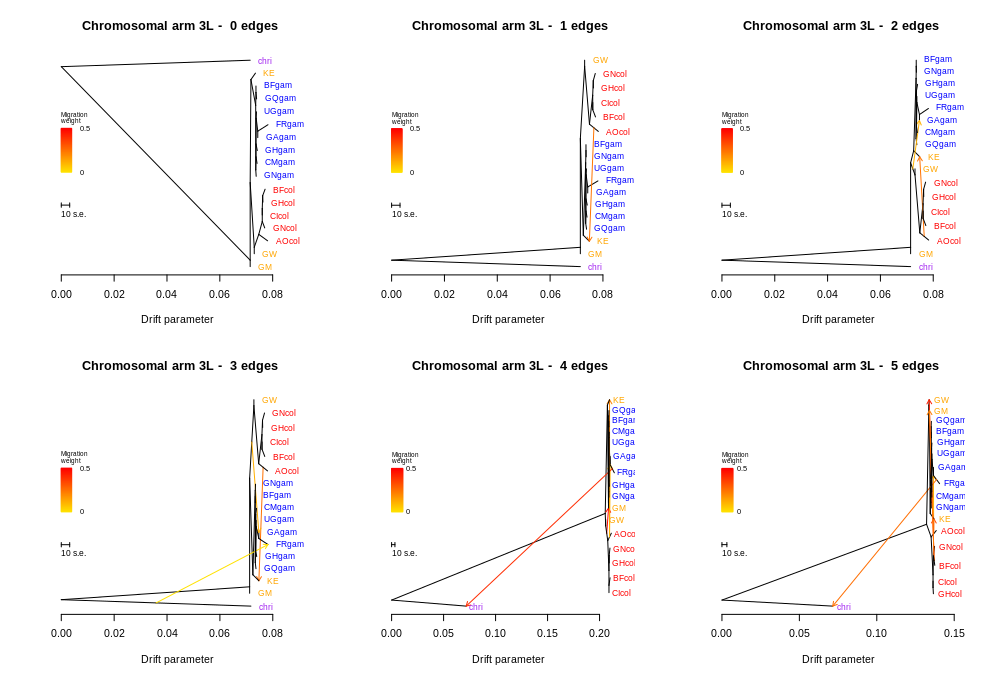 Chromosomal arm 3L -  0 edges
chri
KE
BFgam
GQgam
UGgam
FRgam
GAgam
GHgam
CMgam
GNgam
BFcol
GHcol
CIcol
GNcol
AOcol
GW
GM
Migration
weight
0.5
0
10 s.e.
0.00 0.02 0.04 0.06 0.08
Drift parameter
Chromosomal arm 3L -  1 edges
GW
GNcol
GHcol
CIcol
BFcol
AOcol
BFgam
GNgam
UGgam
FRgam
GAgam
GHgam
CMgam
GQgam
KE
GM
chri
Migration
weight
0.5
0
10 s.e.
0.00 0.02 0.04 0.06 0.08
Drift parameter
Chromosomal arm 3L -  2 edges
BFgam
GNgam
GHgam
UGgam
FRgam
GAgam
CMgam
GQgam
KE
GW
GNcol
GHcol
CIcol
BFcol
AOcol
GM
chri
Migration
weight
0.5
0
10 s.e.
0.00 0.02 0.04 0.06 0.08
Drift parameter
Chromosomal arm 3L -  3 edges
GW
GNcol
GHcol
CIcol
BFcol
AOcol
GNgam
BFgam
CMgam
UGgam
GAgam
FRgam
GHgam
GQgam
KE
GM
chri
Migration
weight
0.5
0
10 s.e.
0.00 0.02 0.04 0.06 0.08
Drift parameter
Chromosomal arm 3L -  4 edges
KE
GQga
BFga
CMga
UGga
GAga
FRga
GHga
GNga
GM
GW
AOco
GNco
GHco
BFcol
CIcol
chri
Migration
weight
0.5
0
10 s.e.
0.00 0.05 0.10 0.15 0.20
Drift parameter
Chromosomal arm 3L -  5 edges
GW
GM
GQgam
BFgam
GHgam
UGgam
GAgam
FRga
CMgam
GNgam
KE
AOcol
GNcol
BFcol
CIcol
GHcol
chri
Migration
weight
0.5
0
10 s.e.
0.00 0.05 0.10 0.15
Drift parameter